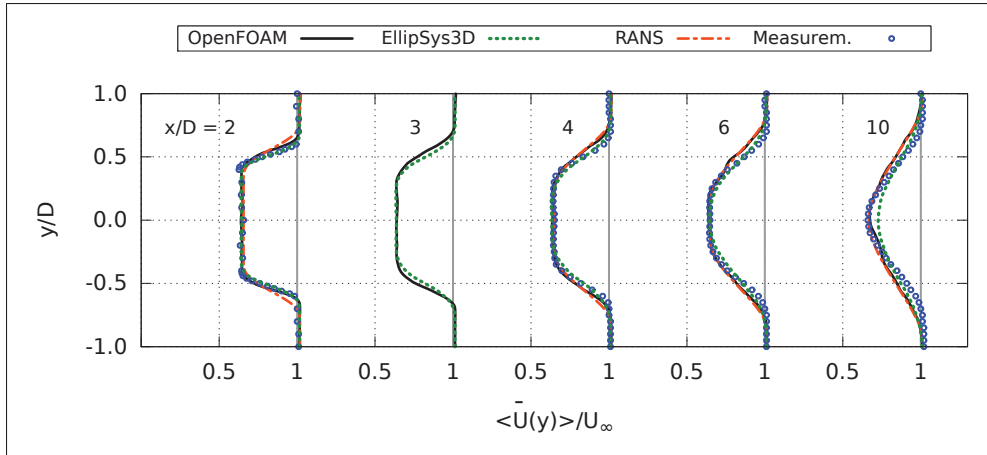 OpenFOAM EllipSys3D RANS Measurem.
1.0
x/D = 2 3 4 6 10
0.5
y/D
0.0
-0.5
-1.0
0.5 1 0.5 1 0.5 1 0.5 1 0.5 1
<Ū(y)>/U∞